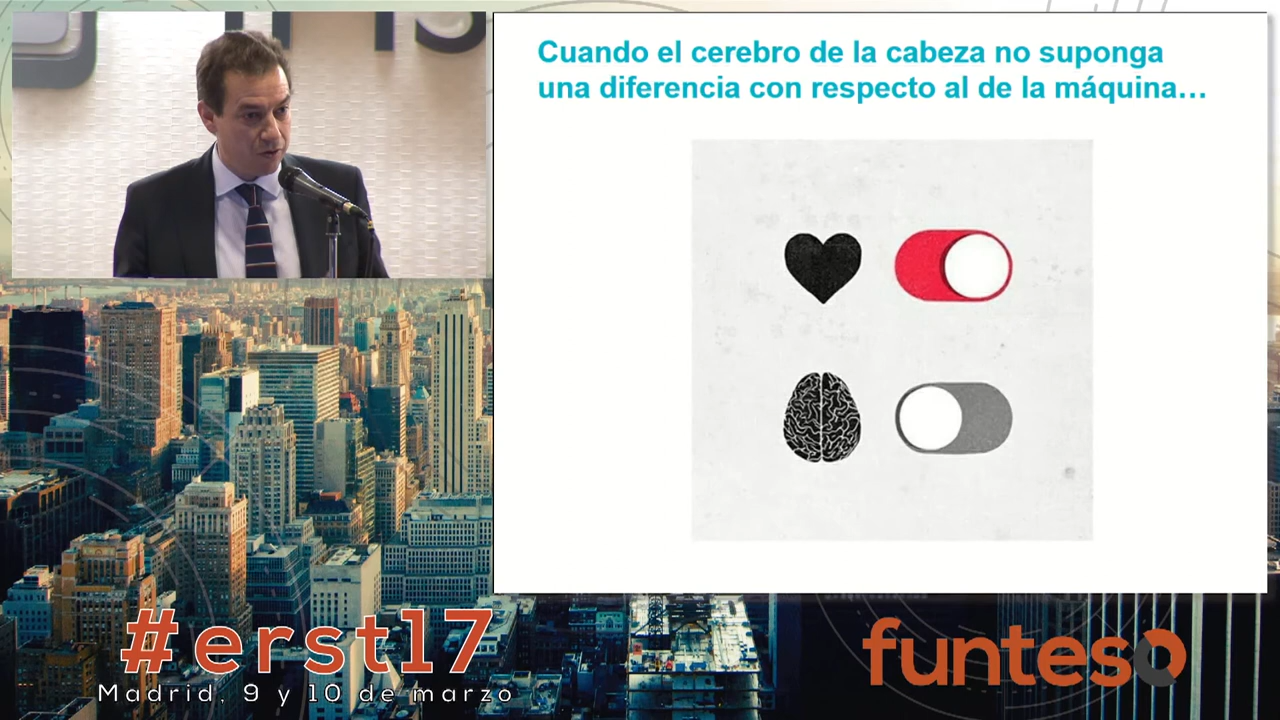 Cuando el cerebro de la cabeza no suponga
una diferencia con respecto al de la máquina...
#erst17
Madrid, 9 y 10 de marzo
funteso